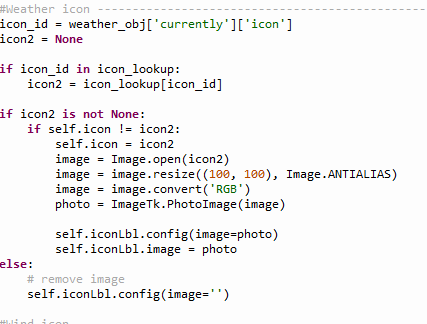 #Weather icon ----------------------------------------
icon_id = weather_obj['currently']['icon']
icon2 = None

if icon_id in icon_lookup:
    icon2 = icon_lookup[icon_id]

if icon2 is not None:
    if self.icon != icon2:
        self.icon = icon2
        image = Image.open(icon2)
        image = image.resize((100, 100), Image.ANTIALIAS)
        image = image.convert('RGB')
        photo = ImageTk.PhotoImage(image)

        self.iconLbl.config(image=photo)
        self.iconLbl.image = photo
else:
    # remove image
    self.iconLbl.config(image='')

#Wind icon